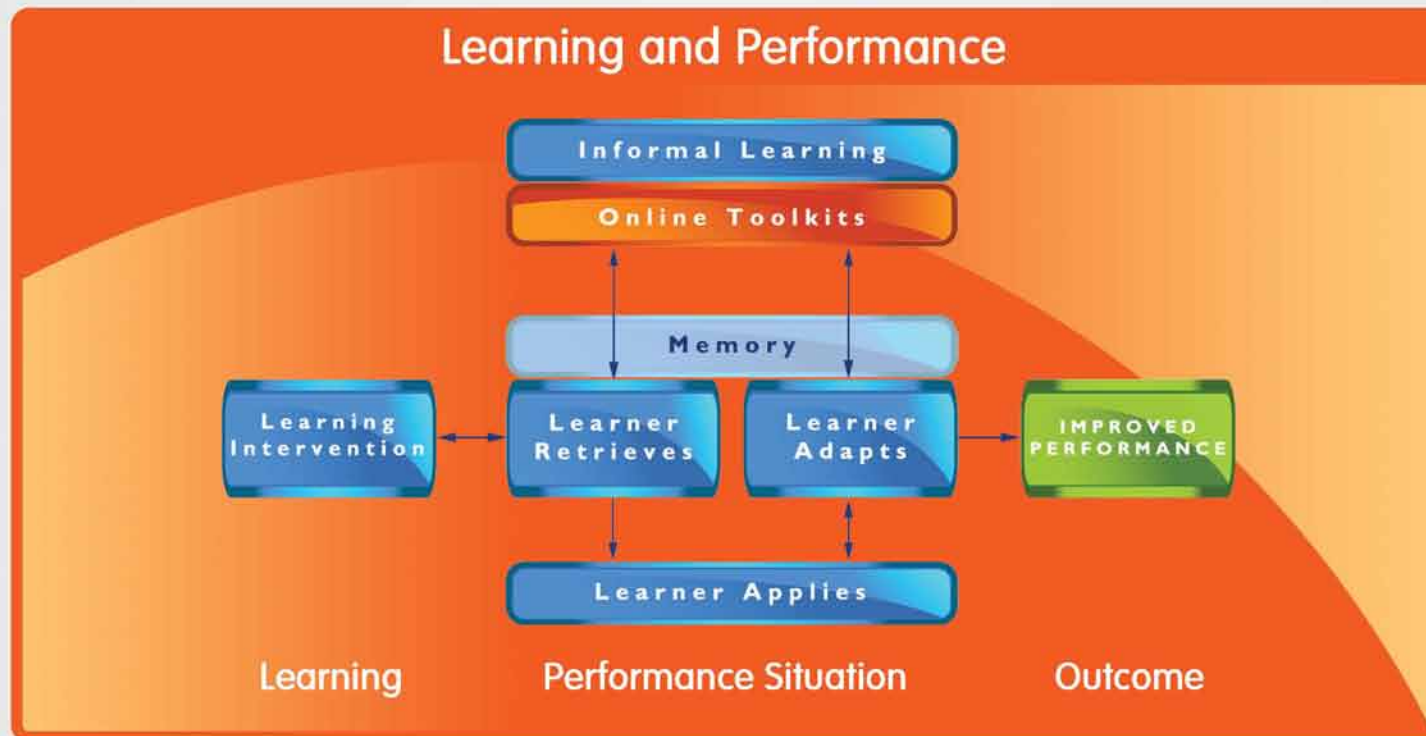 Learning and Performance
Informal Learning
Online Toolkits
Memory
Learning
Intervention
Learner
Retrieves
Learner
Adapts
IMPROVED
PERFORMANCE
Learner Applies
Learning
Performance Situation
Outcome